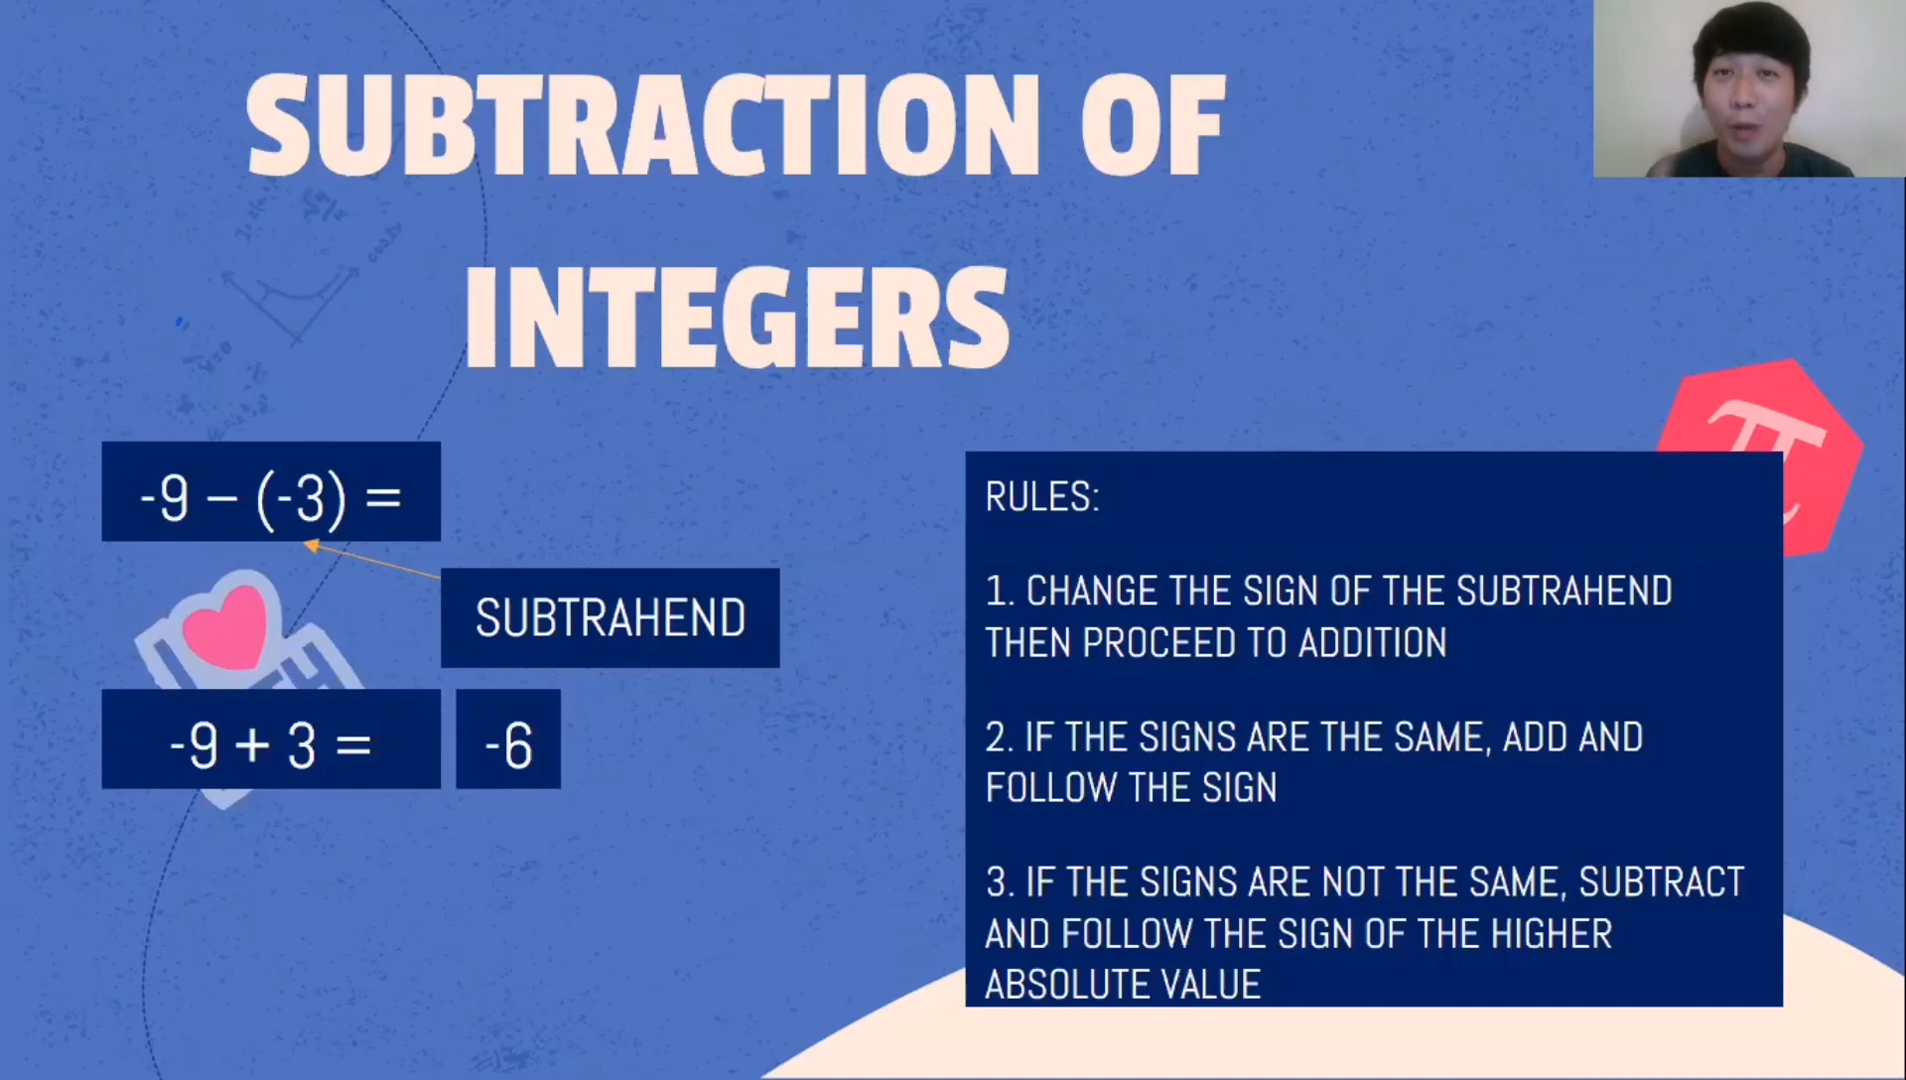 SUBTRACTION OF
INTEGERS
-9 – (-3) =
SUBTRAHEND
-9 + 3 =
-6
RULES:
1. CHANGE THE SIGN OF THE SUBTRAHEND
THEN PROCEED TO ADDITION
2. IF THE SIGNS ARE THE SAME, ADD AND
FOLLOW THE SIGN
3. IF THE SIGNS ARE NOT THE SAME, SUBTRACT
AND FOLLOW THE SIGN OF THE HIGHER
ABSOLUTE VALUE
π